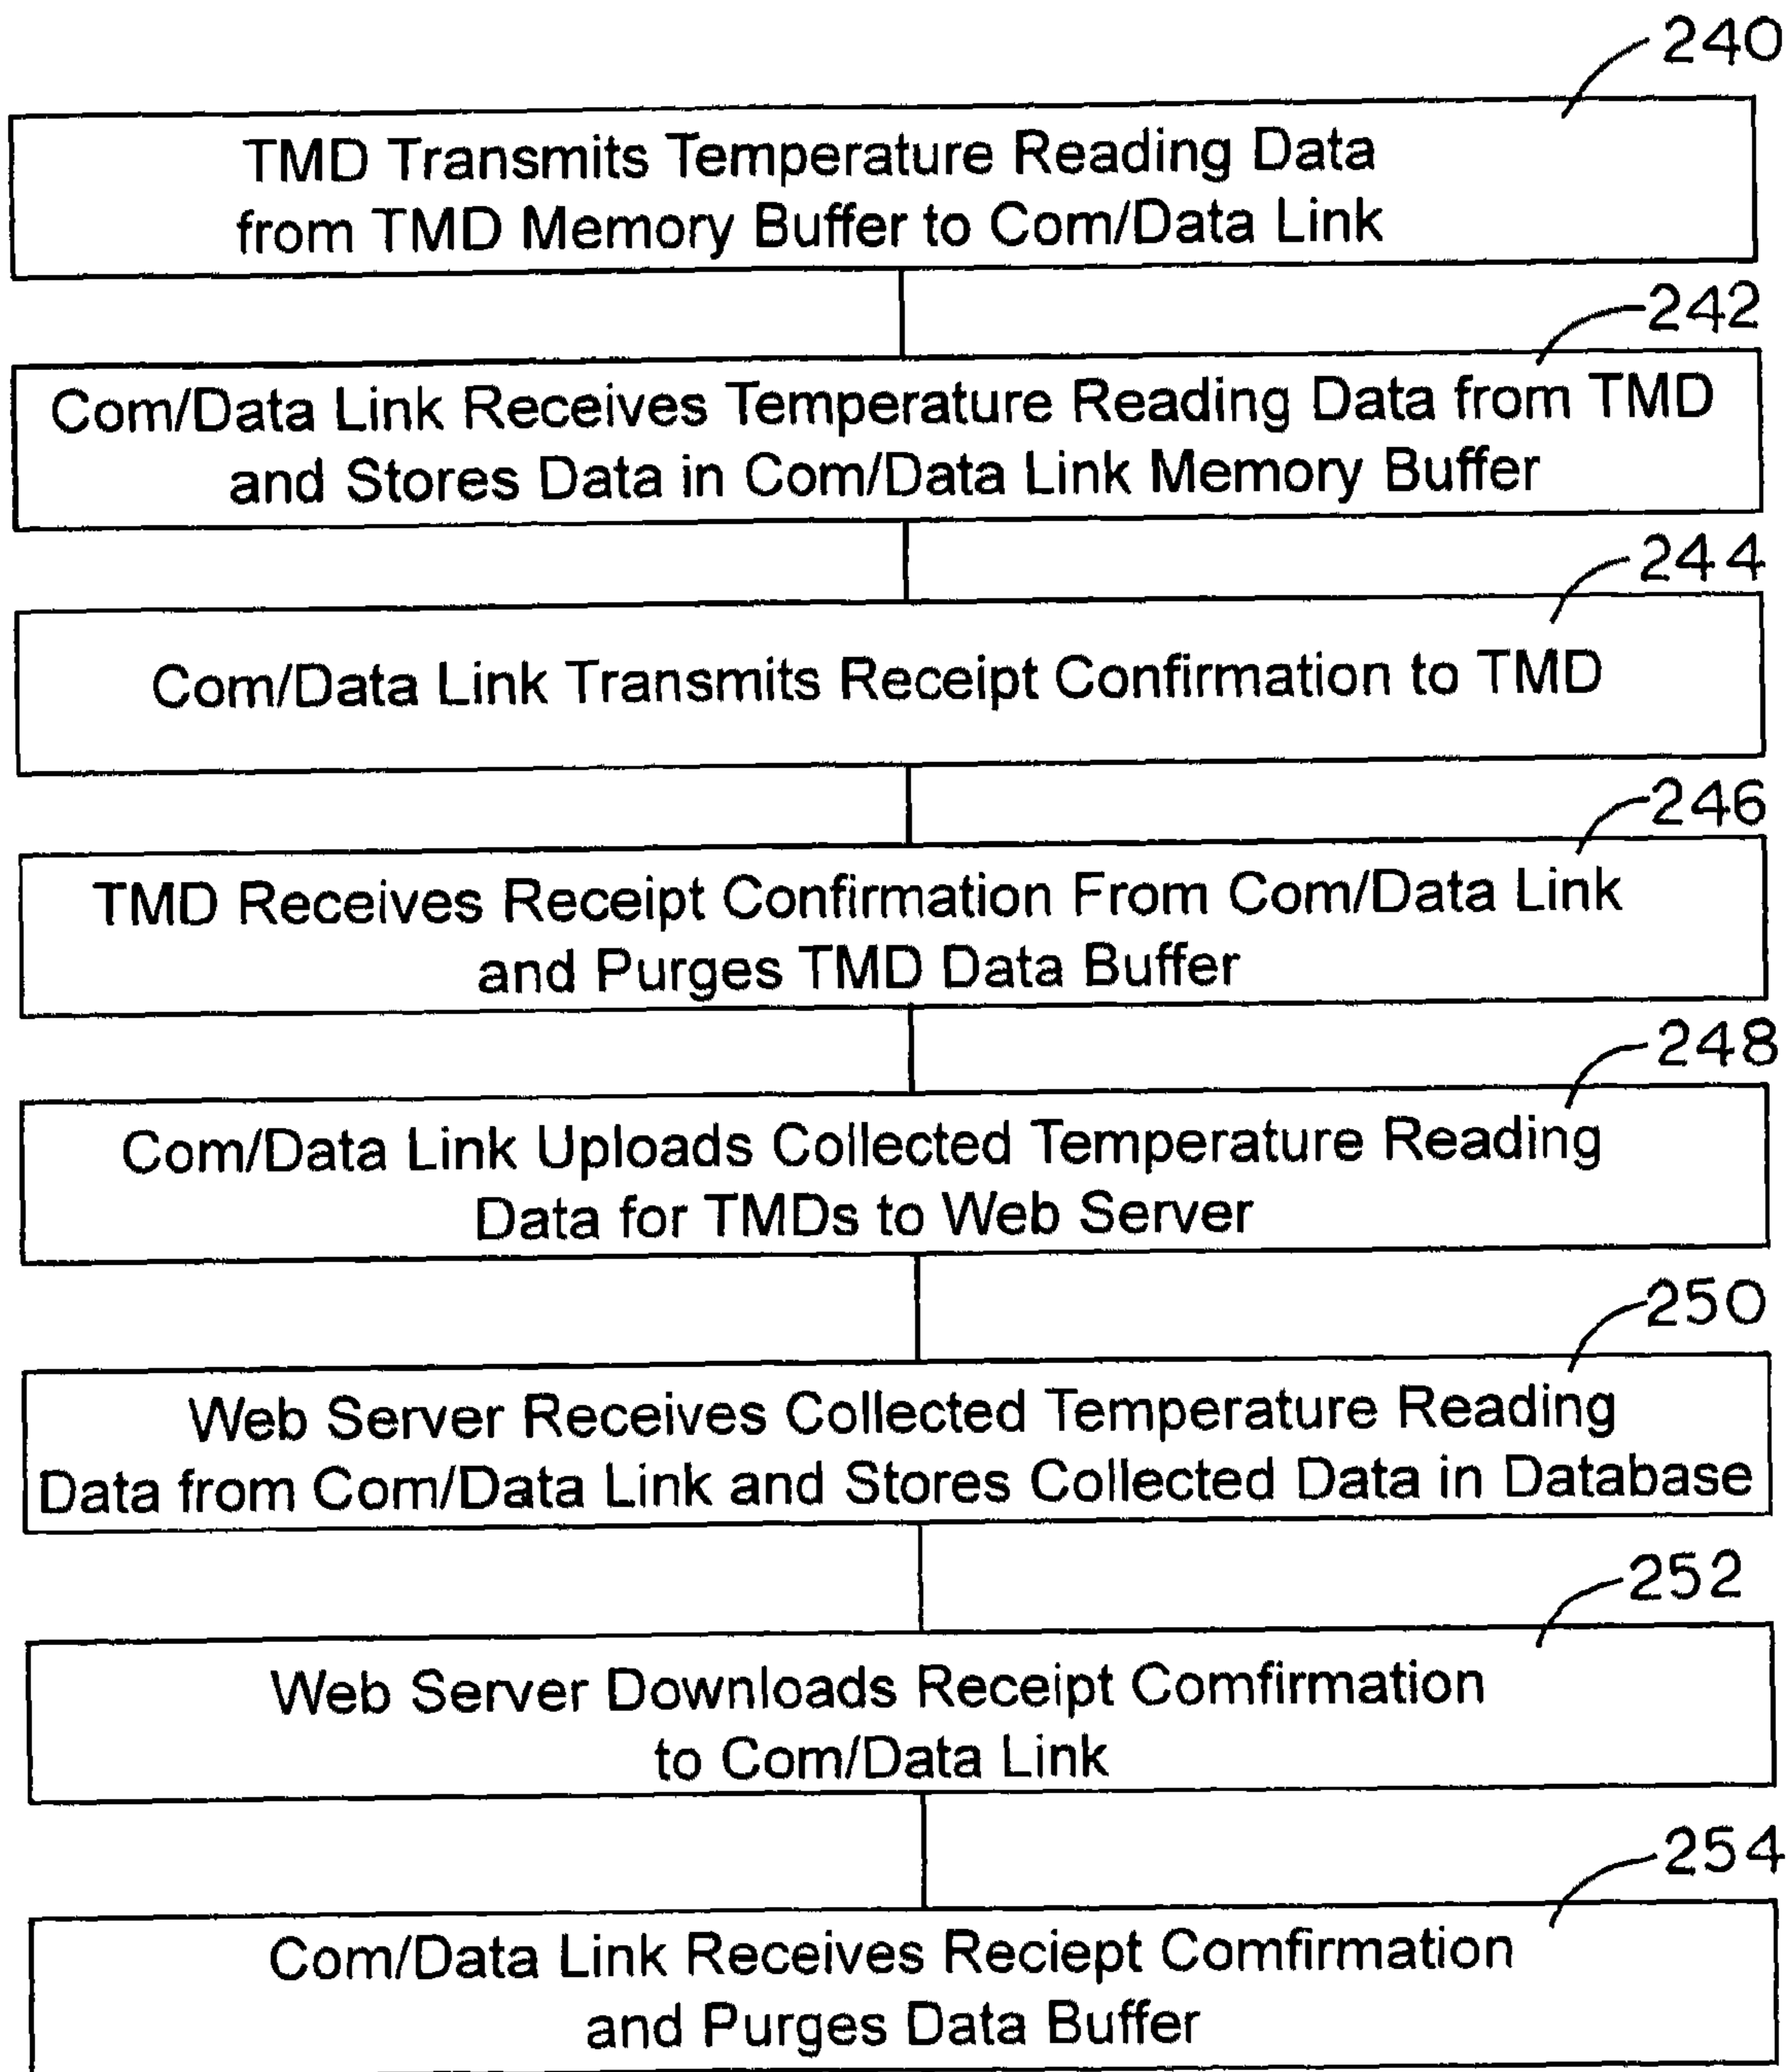 240
TMD Transmits Temperature Reading Data
from TMD Memory Buffer to Com/Data Link
242
Com/Data Link Receives Temperature Reading Data from TMD
and Stores Data in Com/Data Link Memory Buffer
244
Com/Data Link Transmits Receipt Confirmation to TMD
246
TMD Receives Receipt Confirmation From Com/Data Link
and Purges TMD Data Buffer
248
Com/Data Link Uploads Collected Temperature Reading
Data for TMDs to Web Server
250
Web Server Receives Collected Temperature Reading
Data from Com/Data Link and Stores Collected Data in Database
252
Web Server Downloads Receipt Comfirmation
to Com/Data Link
254
Com/Data Link Receives Reciept Comfirmation
and Purges Data Buffer